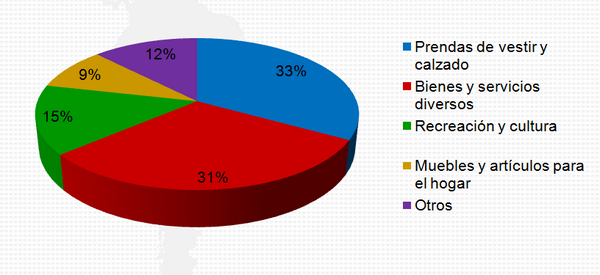 12%
33%
9%
15%
31%
Prendas de vestir y
calzado
Bienes y servicios
diversos
Recreación y cultura
Muebles y artículos para
el hogar
Otros